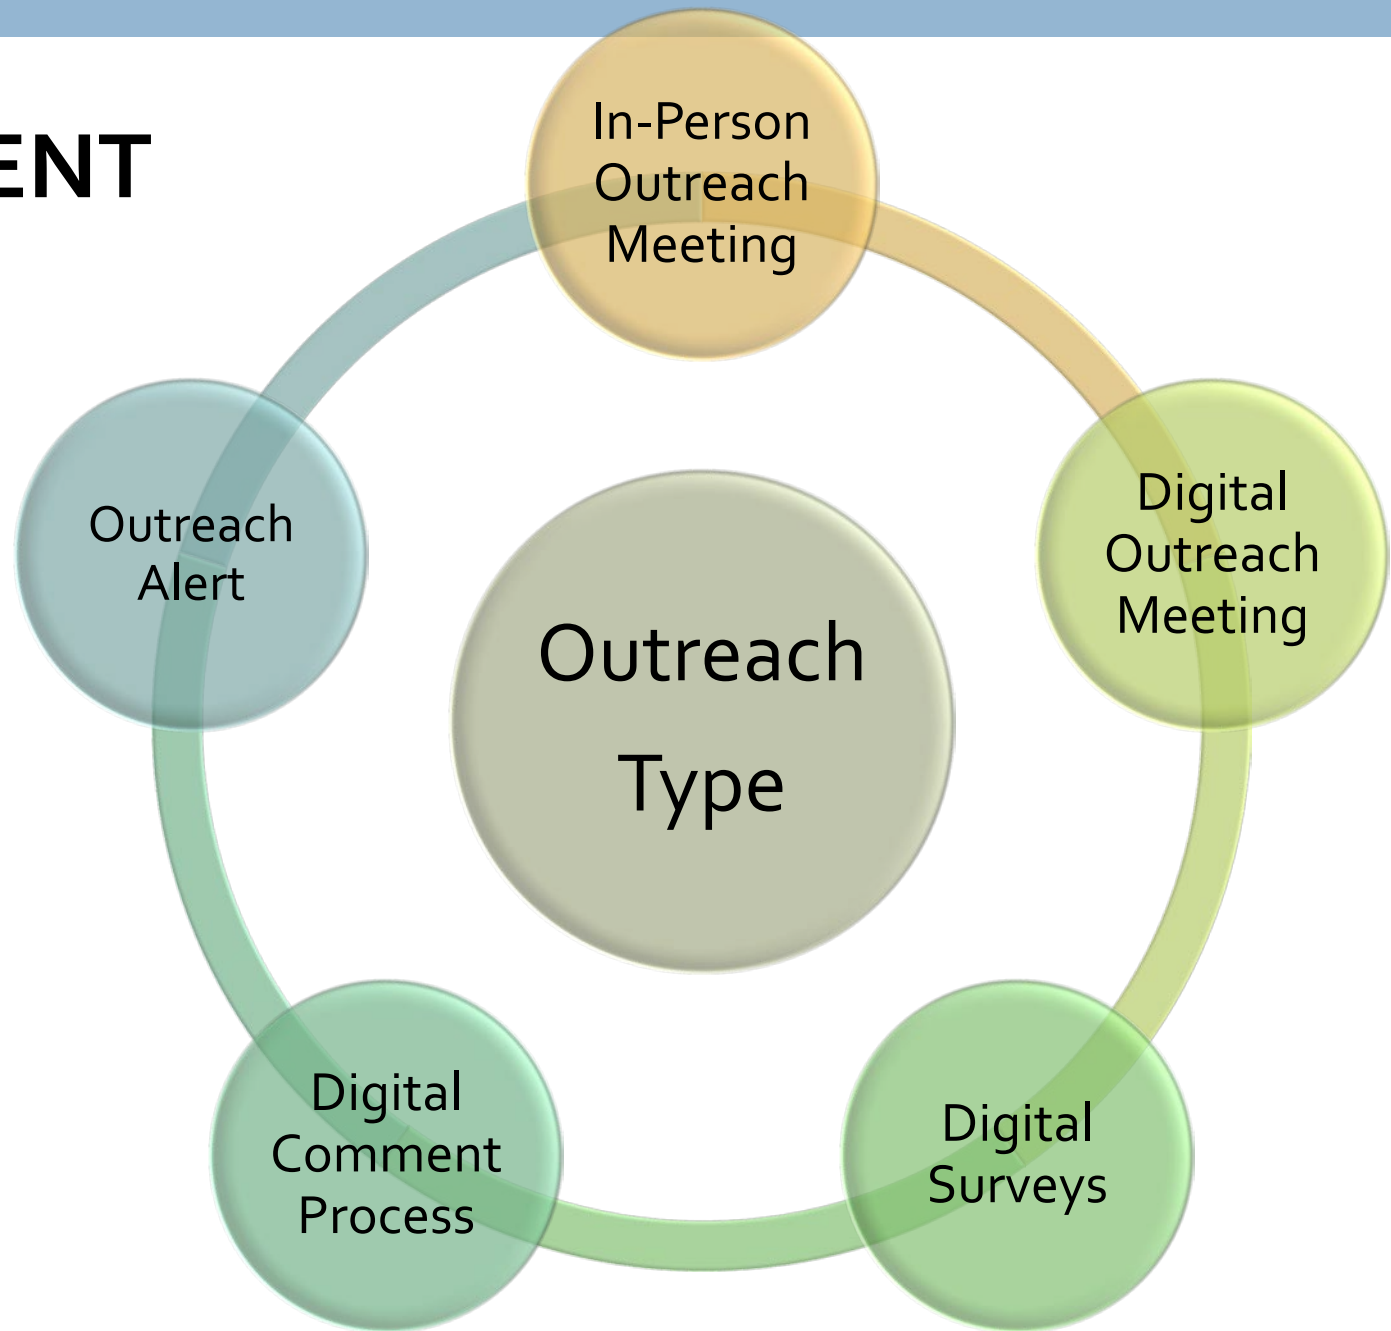 ENT
In-Person
Outreach
Meeting
Digital
Outreach
Meeting
Digital
Surveys
Digital
Comment
Process
Outreach
Alert
Outreach
Type